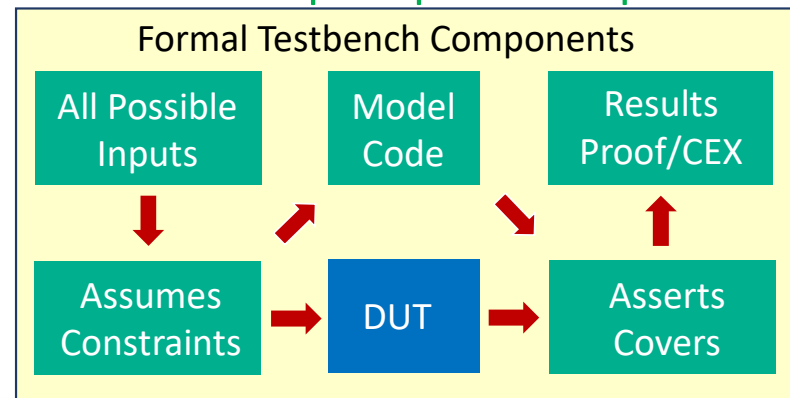 Formal Testbench Components
All Possible
Inputs
Model
Code
Results
Proof/CEX
Assumes
Constraints
DUT
Asserts
Covers